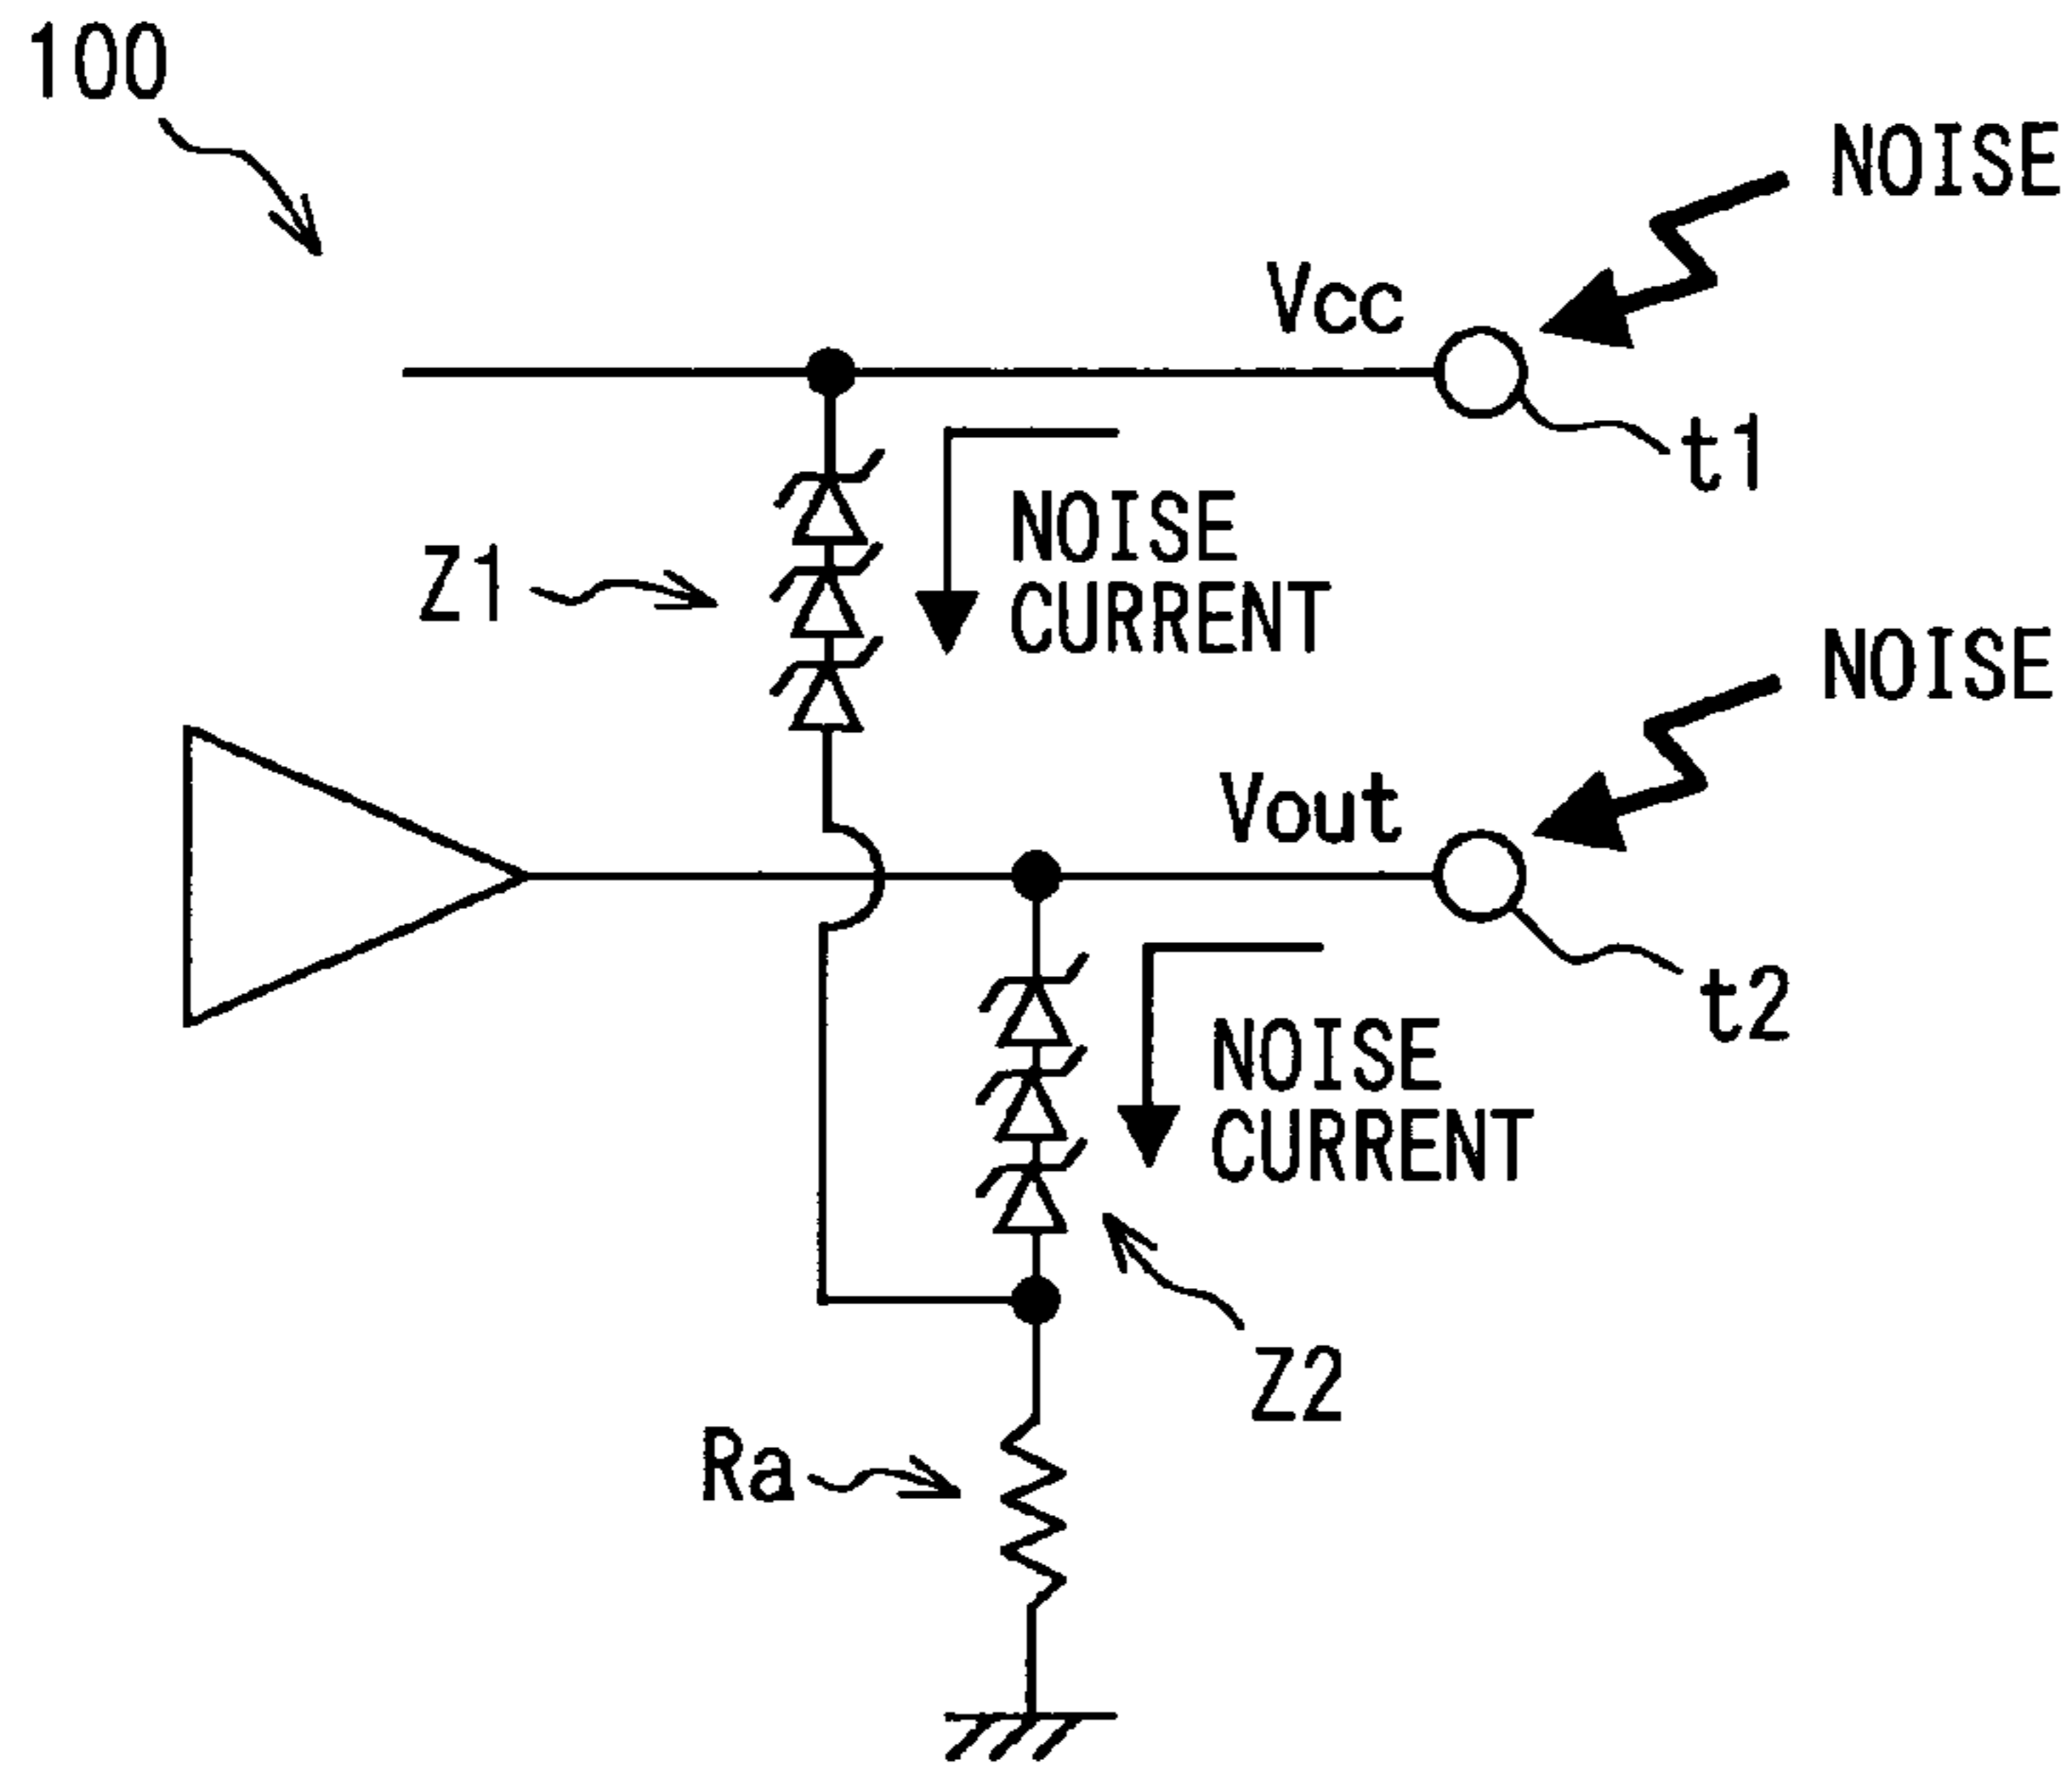 100
NOISE
Vcc
t1
NOISE
CURRENT
Z1
NOISE
Vout
t2
NOISE
CURRENT
Z2
Ra